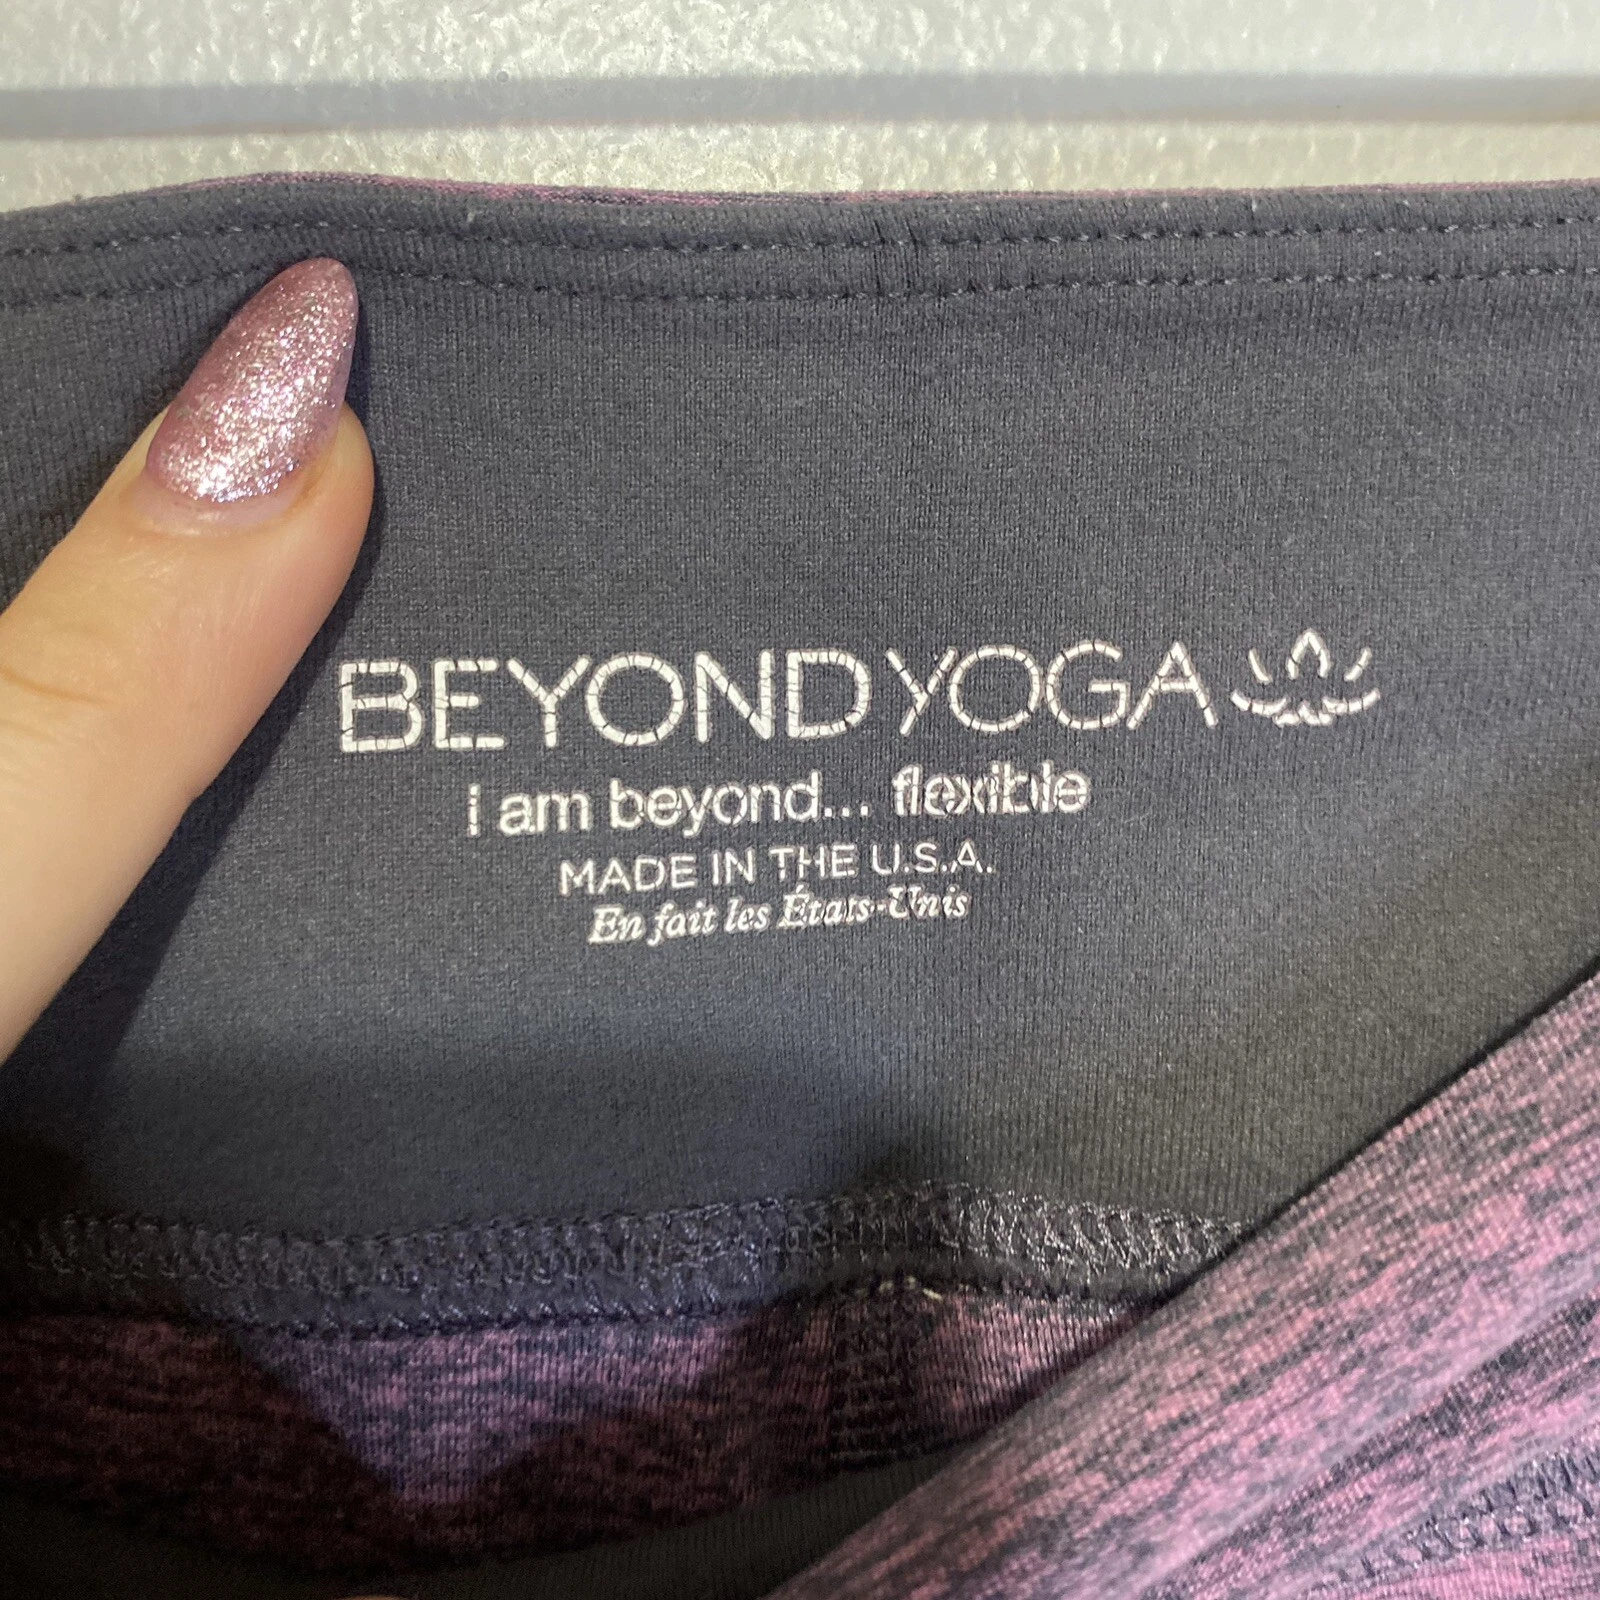 BEYOND YOGA
I am beyond... flexible
MADE IN THE U.S.A.
En fait les États-Unis